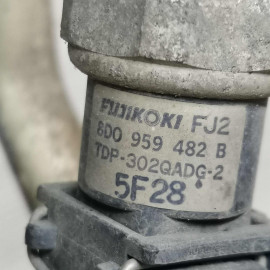 FUJIKOKI FJ2
8D0 959 482 B
TDP-302QADG-2
5F28